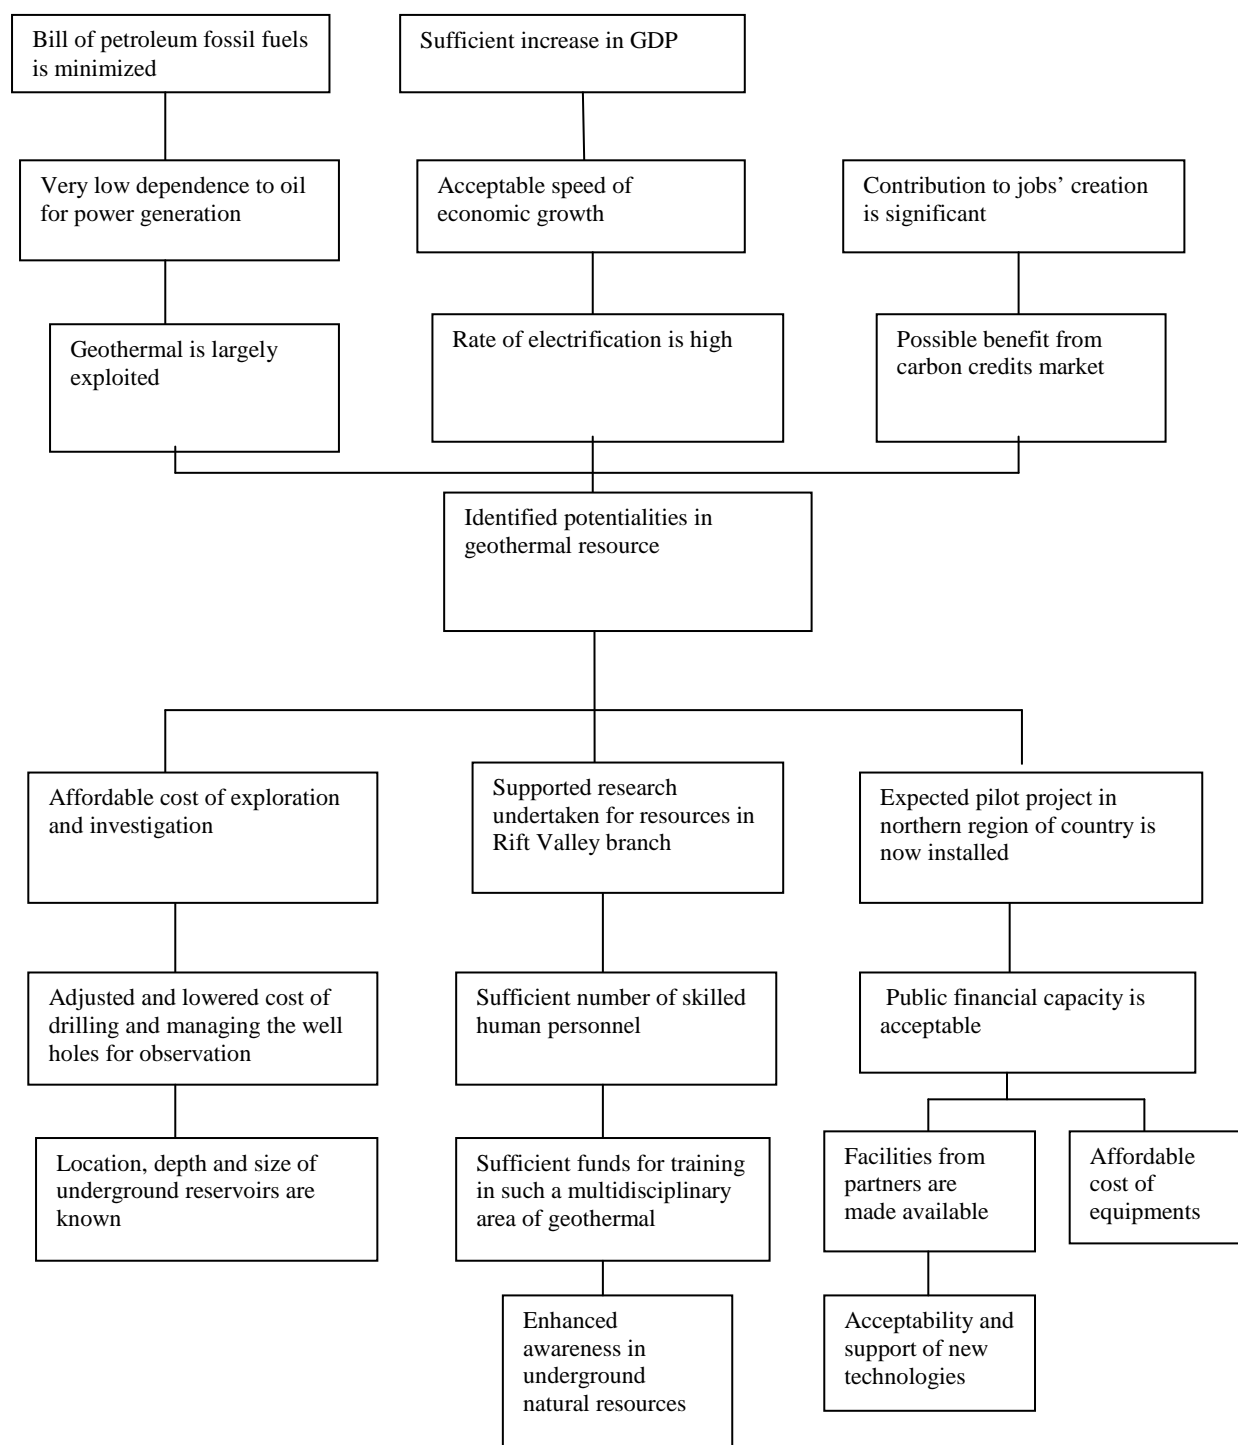 Bill of petroleum fossil fuels
is minimized
Sufficient increase in GDP
Very low dependence to oil
for power generation
Acceptable speed of
economic growth
Contribution to jobs’ creation
is significant
Geothermal is largely
exploited
Rate of electrification is high
Possible benefit from
carbon credits market
Identified potentialities in
geothermal resource
Affordable cost of exploration
and investigation
Supported research
undertaken for resources in
Rift Valley branch
Expected pilot project in
northern region of country is
now installed
Adjusted and lowered cost of
drilling and managing the well
holes for observation
Sufficient number of skilled
human personnel
Public financial capacity is
acceptable
Location, depth and size of
underground reservoirs are
known
Sufficient funds for training
in such a multidisciplinary
area of geothermal
Facilities from
partners are
made available
Affordable
cost of
equipments
Enhanced
awareness in
underground
natural resources
Acceptability and
support of new
technologies